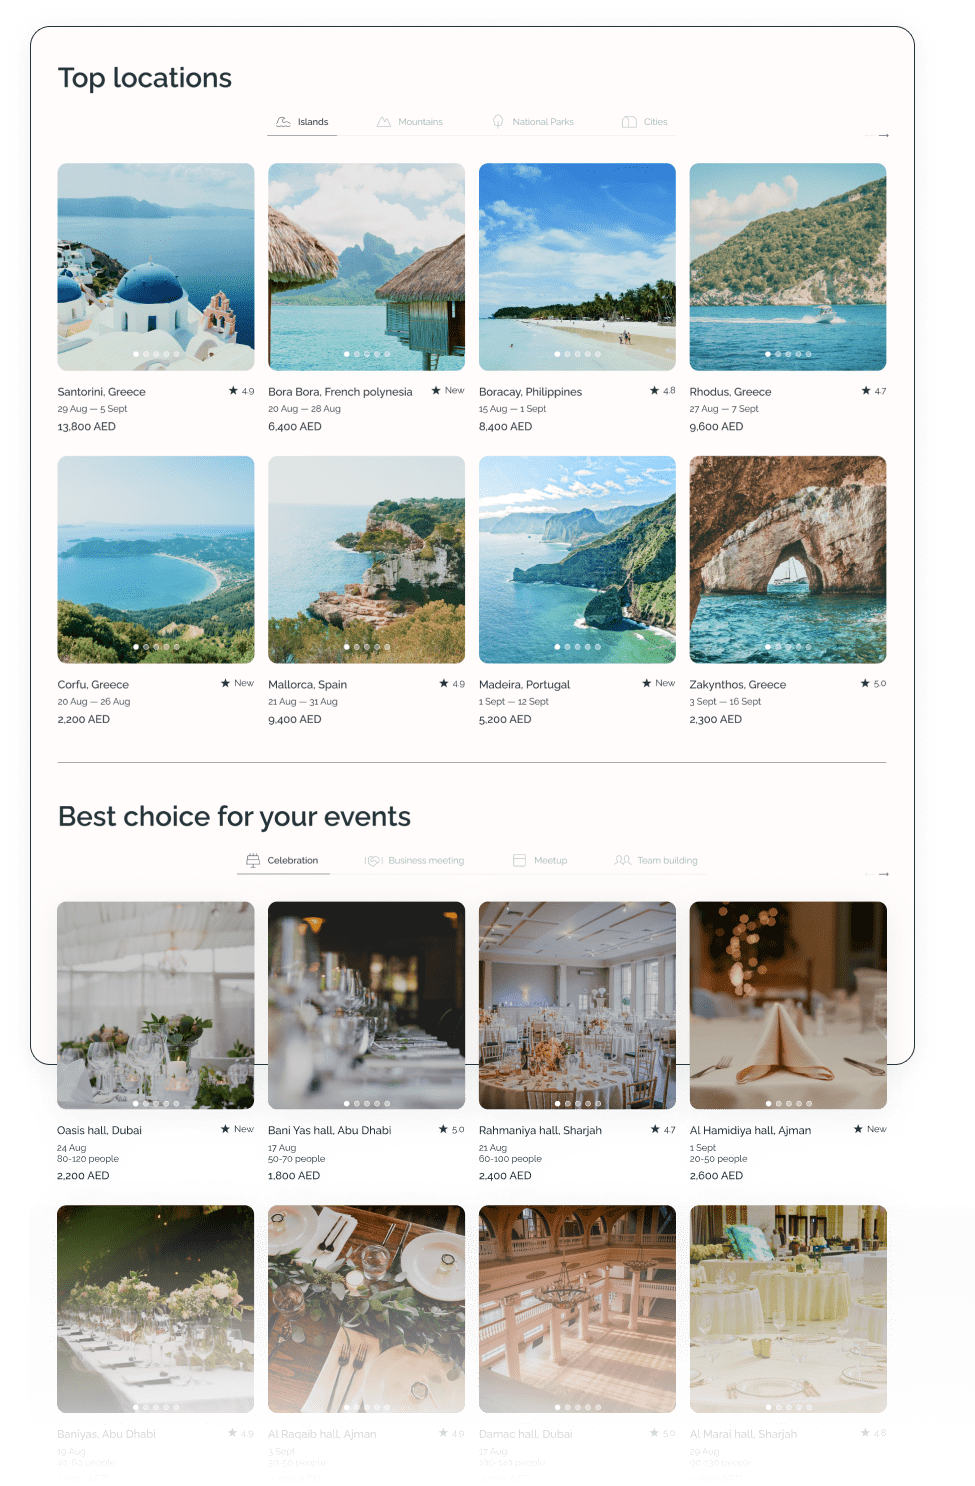 Top locations
Islands Mountains National Parks Cities
Santorini, Greece 4.9
29 Aug — 5 Sept
13,800 AED
Bora Bora, French polynesia New
20 Aug — 28 Aug
6,400 AED
Boracay, Philippines 4.8
15 Aug — 1 Sept
8,400 AED
Rhodus, Greece 4.7
27 Aug — 7 Sept
9,600 AED
Corfu, Greece New
20 Aug — 26 Aug
2,200 AED
Mallorca, Spain 4.9
21 Aug — 31 Aug
9,400 AED
Madeira, Portugal New
1 Sept — 12 Sept
5,200 AED
Zakynthos, Greece 5.0
3 Sept — 16 Sept
2,300 AED
Best choice for your events
Celebration Business meeting Meetup Team building
Oasis hall, Dubai New
24 Aug
80-120 people
2,200 AED
Bani Yas hall, Abu Dhabi 5.0
17 Aug
50-70 people
1,800 AED
Rahmaniya hall, Sharjah 4.7
21 Aug
60-100 people
2,400 AED
Al Hamidiya hall, Ajman New
1 Sept
20-50 people
2,600 AED
Baniyas, Abu Dhabi 4.9
19 Aug
people
Al Raqaib hall, Ajman 4.9
3 Sept
people
Damac hall, Dubai 5.0
17 Aug
people
Al Marai hall, Sharjah 4.8
29 Aug
people